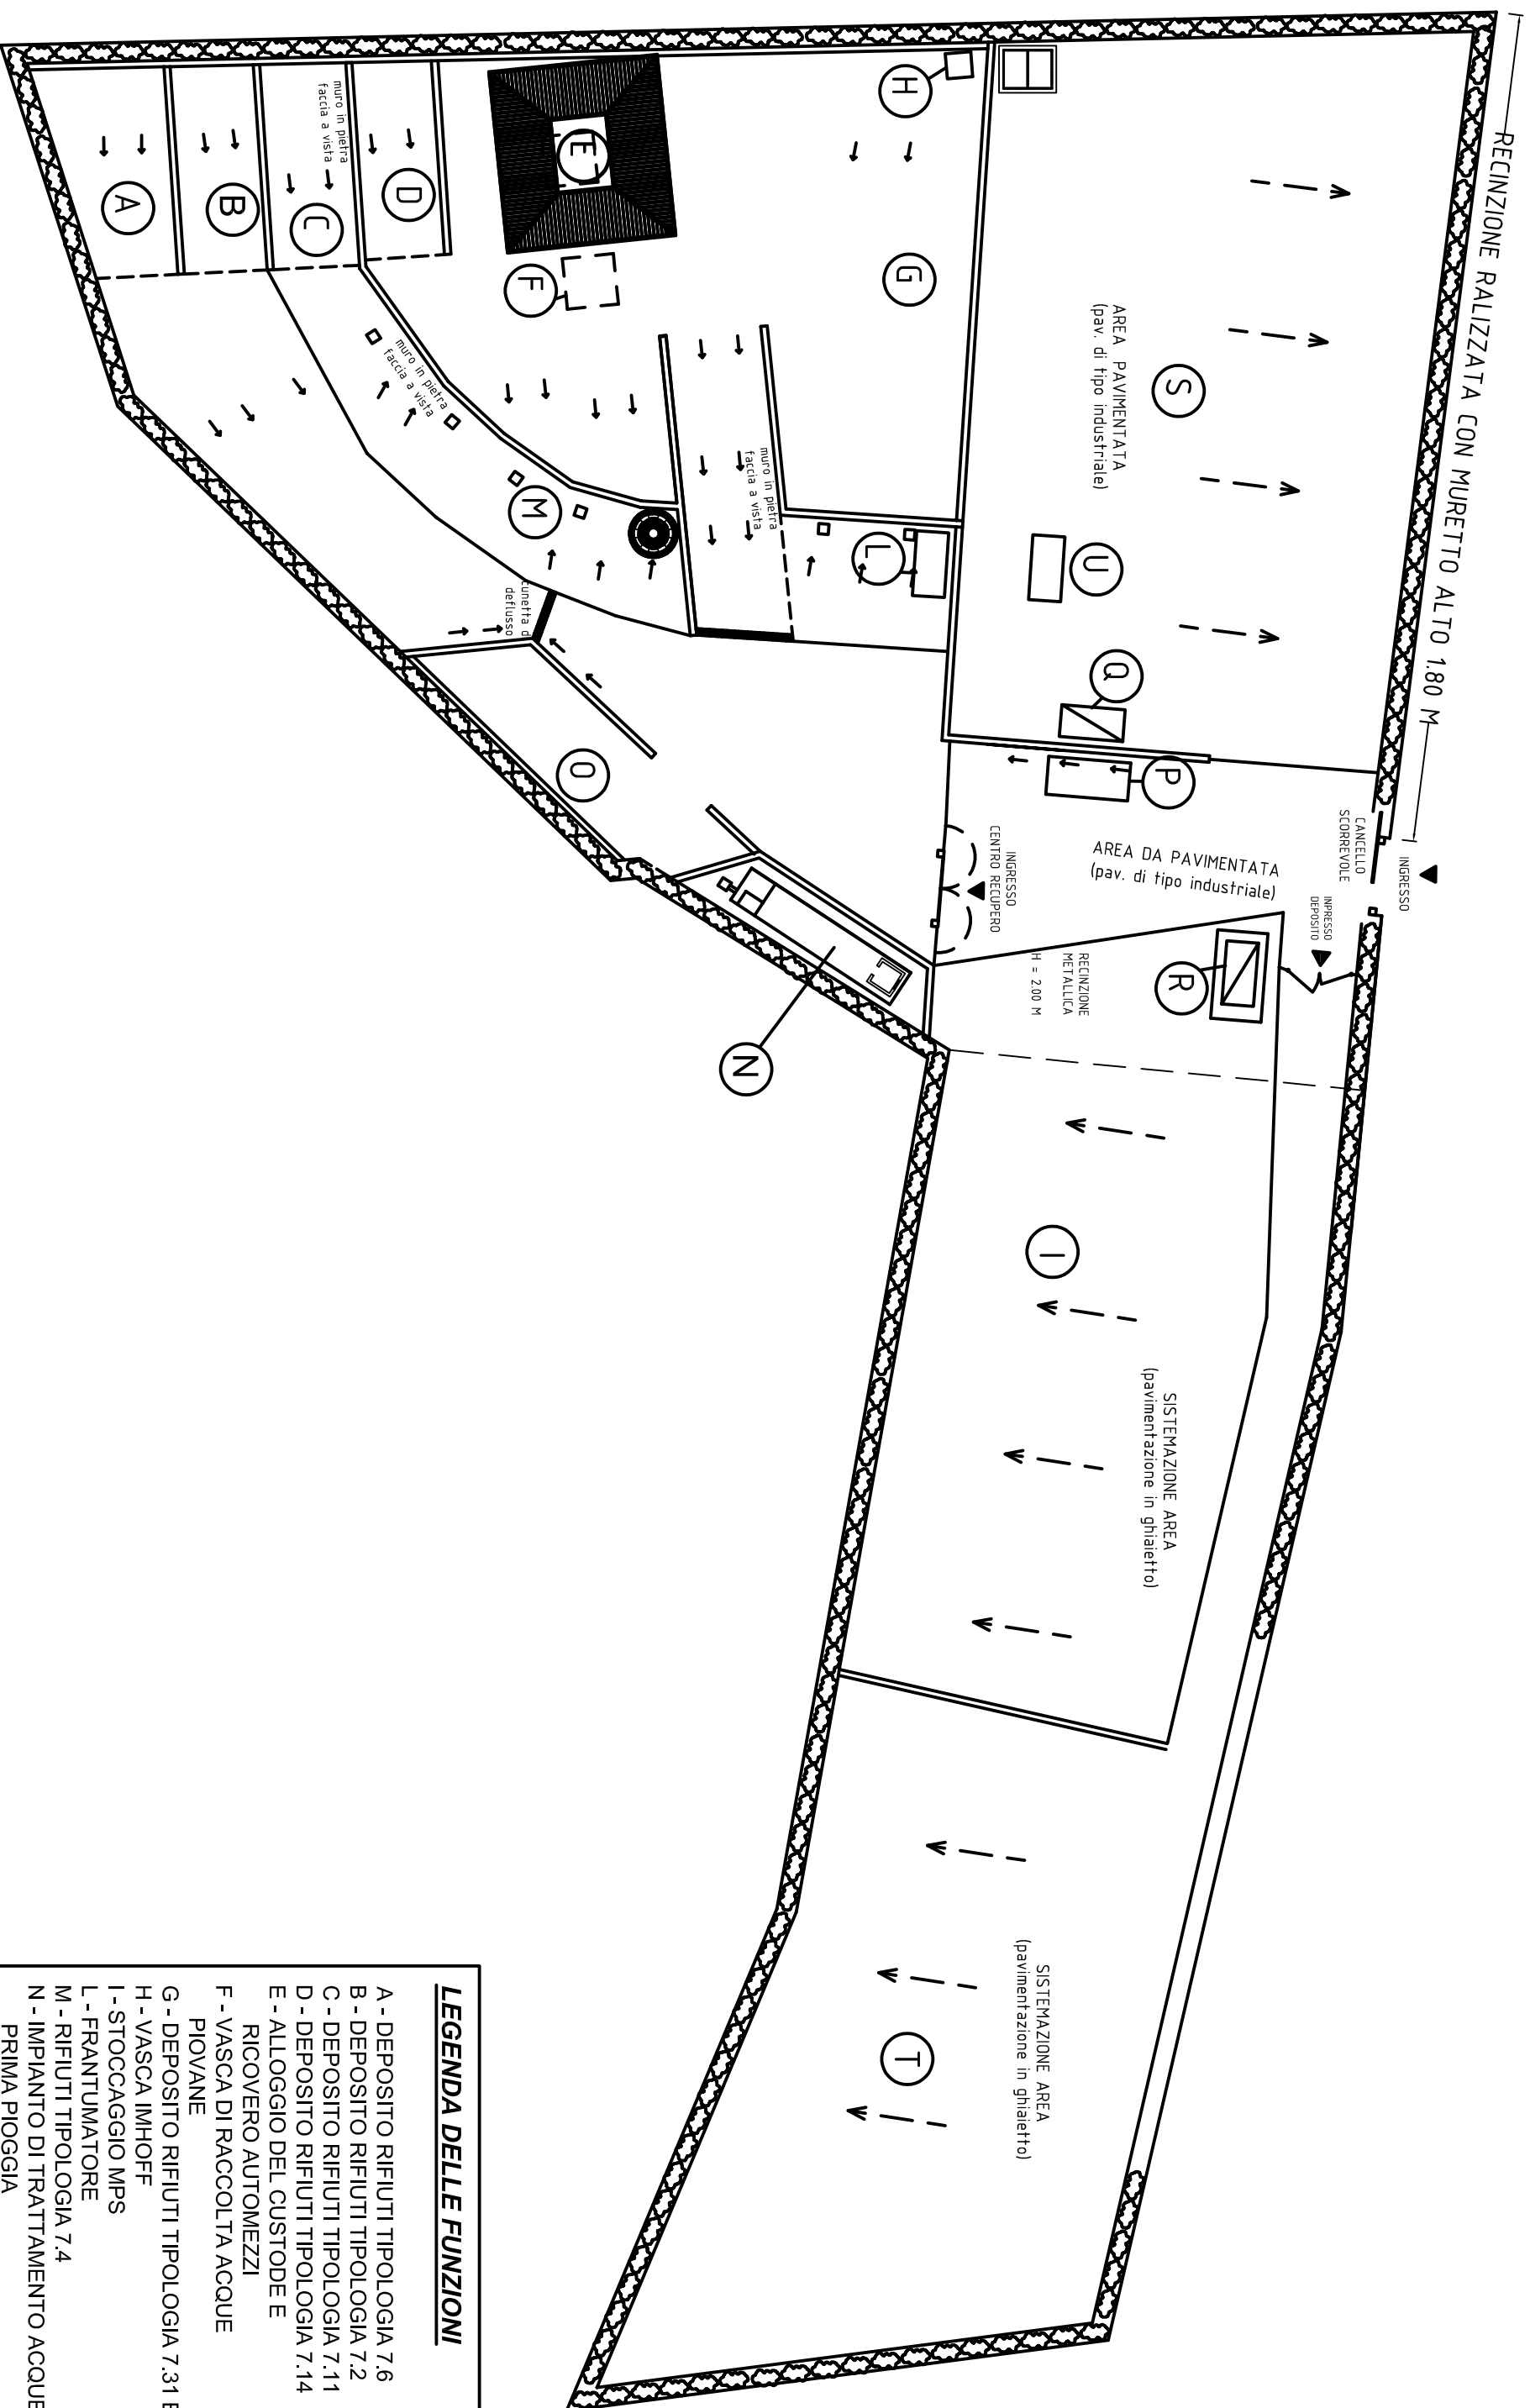 RECINZIONE RALIZZATA CON MURETTO ALTO 1.80 M
INGRESSO
CANCELLO
SCORREVOLE
INPRESSO
DEPOSITO
AREA PAVIMENTATA
(pav. di tipo industriale)
S
U
Q
P
AREA DA PAVIMENTATA
(pav. di tipo industriale)
R
INGRESSO
CENTRO RECUPERO
RECINZIONE
METALLICA
H = 2.00 M
H
G
L
E
F
muro in pietra
faccia a vista
muro in pietra
faccia a vista
muro in pietra
faccia a vista
D
C
B
A
M
cunetta d
deflusso
O
N
I
SISTEMAZIONE AREA
(pavimentazione in ghiaietto)
SISTEMAZIONE AREA
(pavimentazione in ghiaietto)
T
LEGENDA DELLE FUNZIONI
A - DEPOSITO RIFIUTI TIPOLOGIA 7.6
B - DEPOSITO RIFIUTI TIPOLOGIA 7.2
C - DEPOSITO RIFIUTI TIPOLOGIA 7.11
D - DEPOSITO RIFIUTI TIPOLOGIA 7.14
E - ALLOGGIO DEL CUSTODE E
RICOVERO AUTOMEZZI
F - VASCA DI RACCOLTA ACQUE
PIOVANE
G - DEPOSITO RIFIUTI TIPOLOGIA 7.31 E
H - VASCA IMHOFF
I - STOCCAGGIO MPS
L - FRANTUMATORE
M - RIFIUTI TIPOLOGIA 7.4
N - IMPIANTO DI TRATTAMENTO ACQUE
PRIMA PIOGGIA